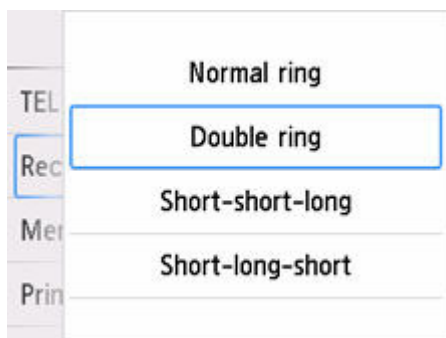 Normal ring
TEL
Double ring
Rec
Short-short-long
Short-long-short
Prin